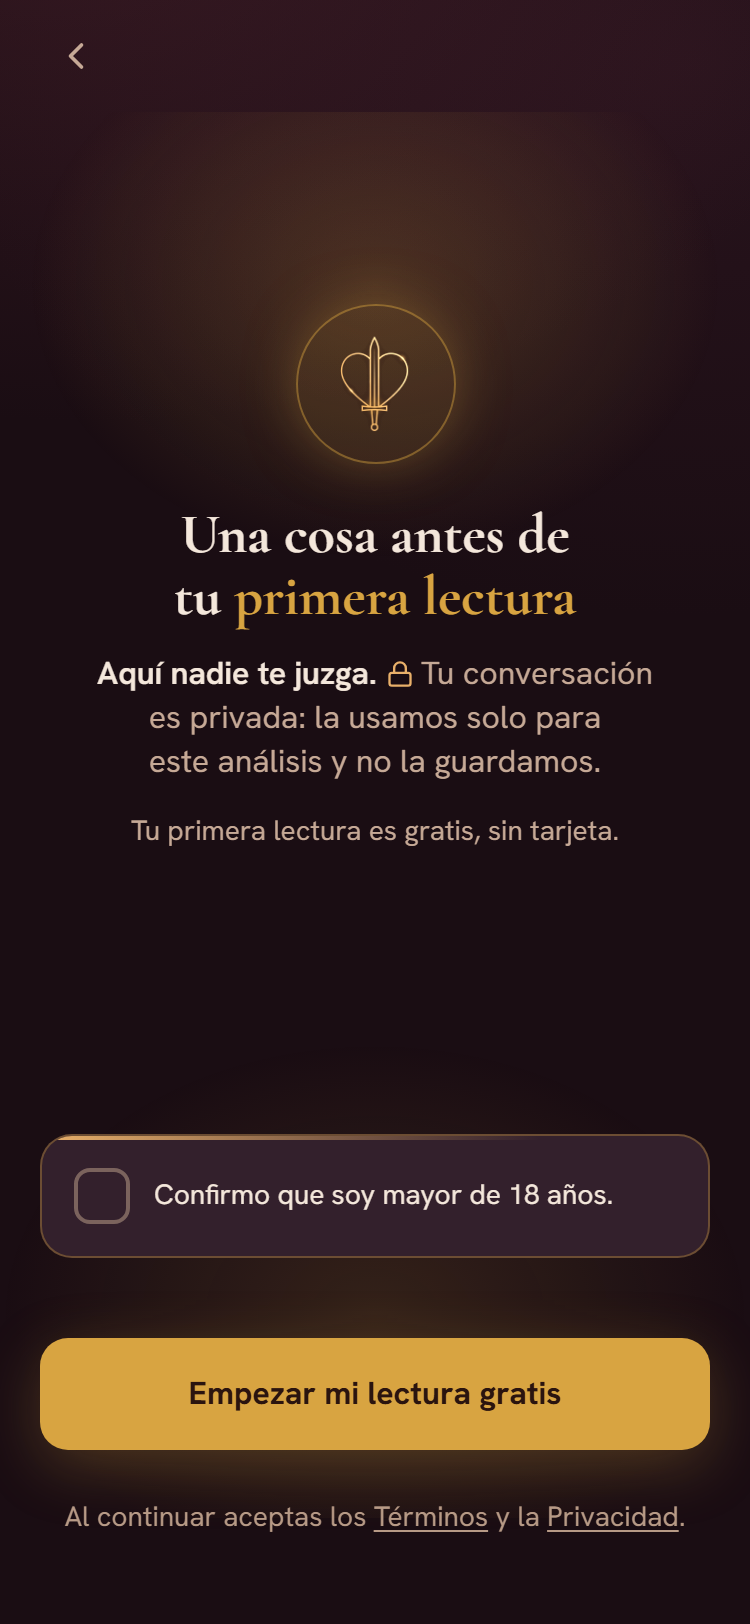 Una cosa antes de
tu primera lectura
Aquí nadie te juzga. Tu conversación
es privada: la usamos solo para
este análisis y no la guardamos.
Tu primera lectura es gratis, sin tarjeta.
Confirmo que soy mayor de 18 años.
Empezar mi lectura gratis
Al continuar aceptas los Términos y la Privacidad.